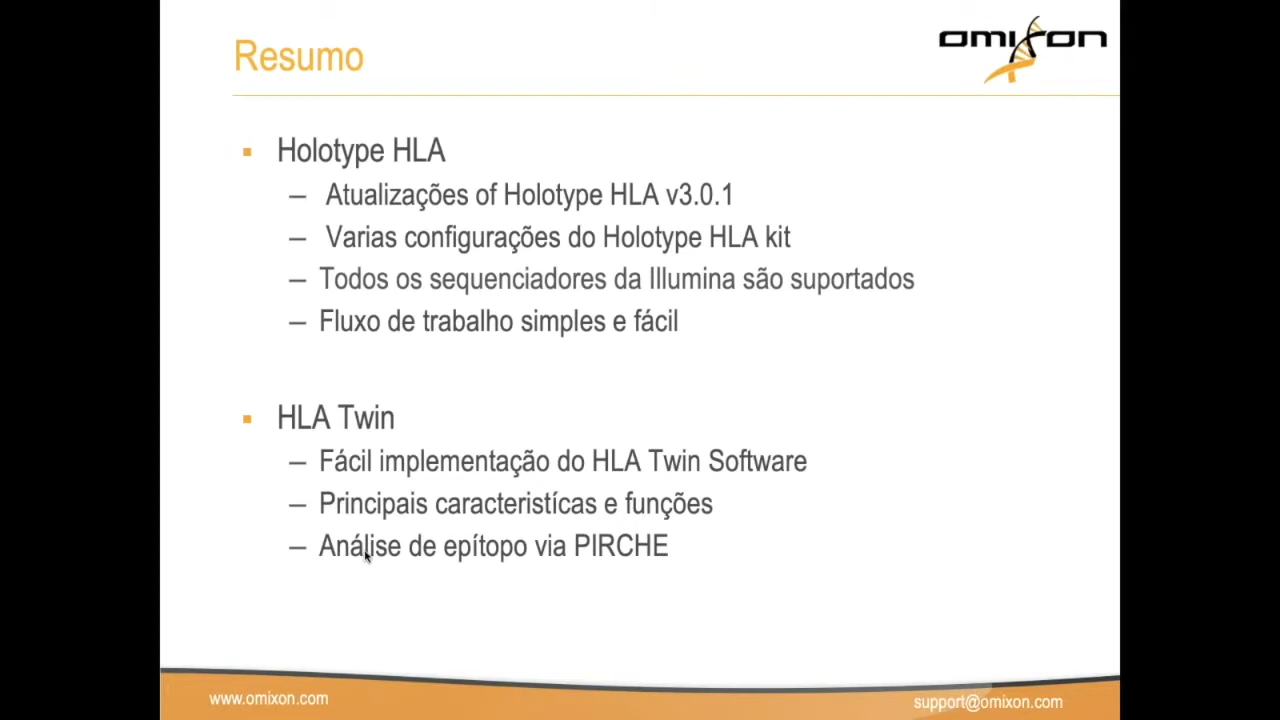 Resumo
omixon
Holotype HLA
– Atualizações of Holotype HLA v3.0.1
– Varias configurações do Holotype HLA kit
– Todos os sequenciadores da Illumina são suportados
– Fluxo de trabalho simples e fácil
HLA Twin
– Fácil implementação do HLA Twin Software
– Principais caracteristícas e funções
– Análise de epítopo via PIRCHE
www.omixon.com
support@omixon.com